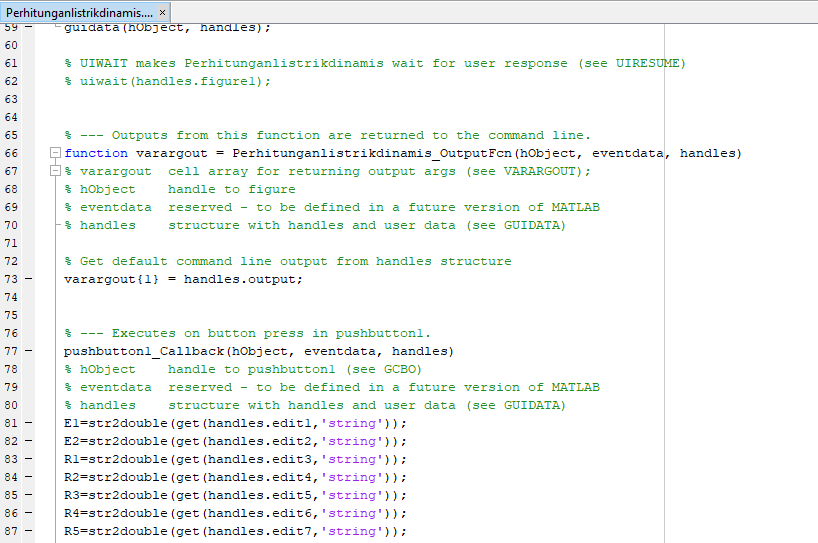 Perhitunganlistrikdinamis.... ×
59 – guidata(hObject, handles);
60
61 % UIWAIT makes Perhitunganlistrikdinamis wait for user response (see UIRESUME)
62 % uiwait(handles.figure1);
63
64
65 % --- Outputs from this function are returned to the command line.
66 function varargout = Perhitunganlistrikdinamis_OutputFcn(hObject, eventdata, handles)
67 % varargout  cell array for returning output args (see VARARGOUT);
68 % hObject    handle to figure
69 % eventdata  reserved - to be defined in a future version of MATLAB
70 % handles    structure with handles and user data (see GUIDATA)
71
72 % Get default command line output from handles structure
73 – varargout{1} = handles.output;
74
75
76 % --- Executes on button press in pushbutton1.
77 – pushbutton1_Callback(hObject, eventdata, handles)
78 % hObject    handle to pushbutton1 (see GCBO)
79 % eventdata  reserved - to be defined in a future version of MATLAB
80 % handles    structure with handles and user data (see GUIDATA)
81 – E1=str2double(get(handles.edit1,'string'));
82 – E2=str2double(get(handles.edit2,'string'));
83 – R1=str2double(get(handles.edit3,'string'));
84 – R2=str2double(get(handles.edit4,'string'));
85 – R3=str2double(get(handles.edit5,'string'));
86 – R4=str2double(get(handles.edit6,'string'));
87 – R5=str2double(get(handles.edit7,'string'));